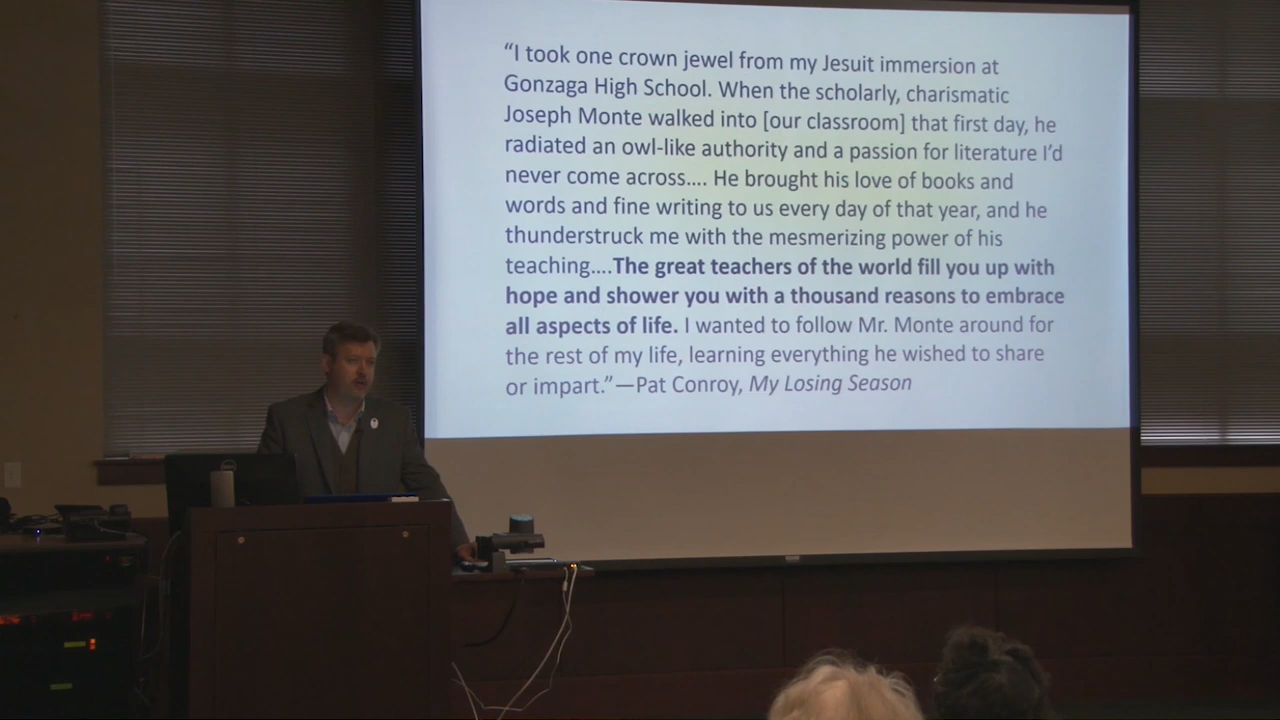 “I took one crown jewel from my Jesuit immersion at
Gonzaga High School. When the scholarly, charismatic
Joseph Monte walked into [our classroom] that first day, he
radiated an owl-like authority and a passion for literature I’d
never come across.... He brought his love of books and
words and fine writing to us every day of that year, and he
thunderstruck me with the mesmerizing power of his
teaching....The great teachers of the world fill you up with
hope and shower you with a thousand reasons to embrace
all aspects of life. I wanted to follow Mr. Monte around for
the rest of my life, learning everything he wished to share
or impart.”—Pat Conroy, My Losing Season